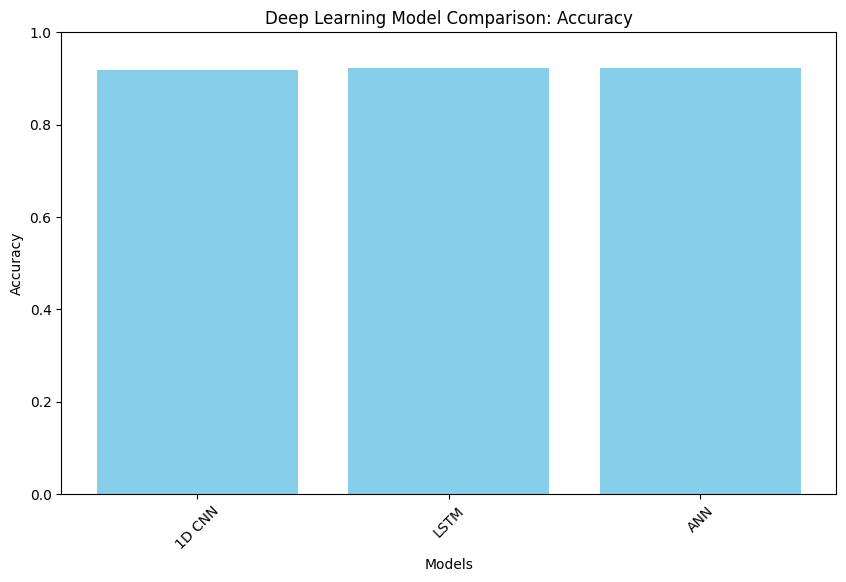 Deep Learning Model Comparison: Accuracy
1.0
0.8
0.6
0.4
0.2
0.0
Accuracy
1D CNN
LSTM
ANN
Models